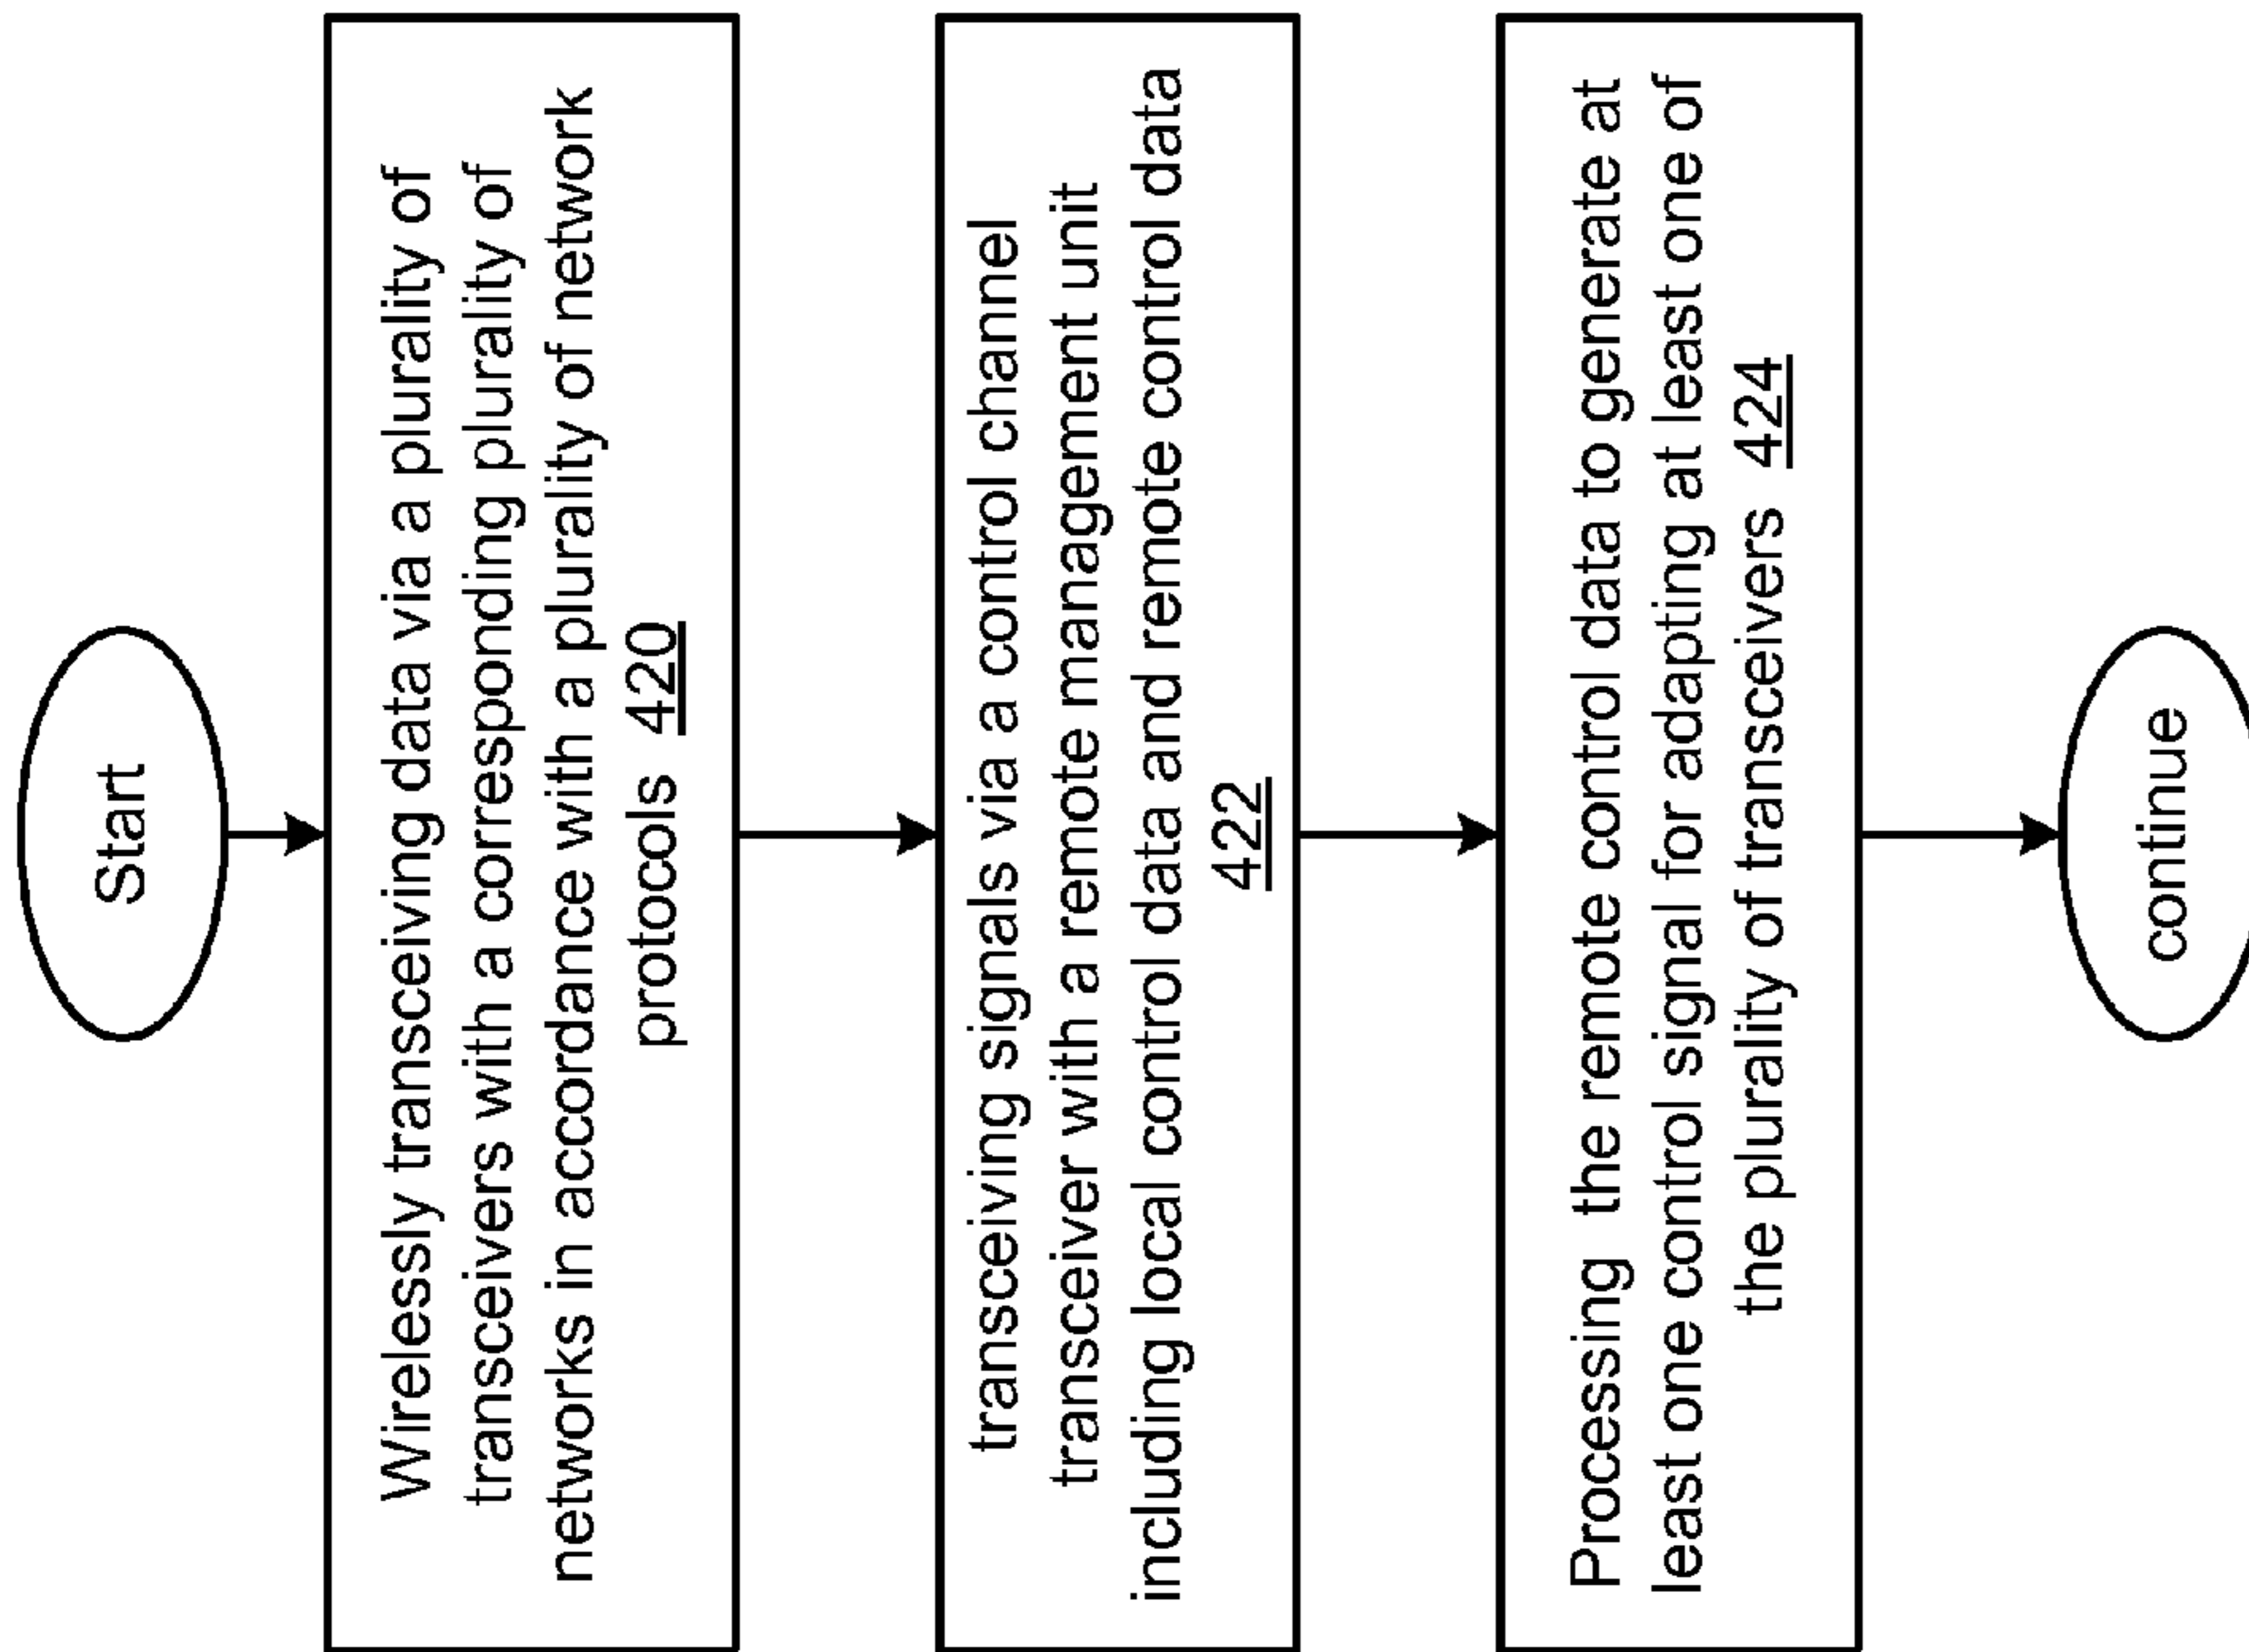 Start
Wirelessly transceiving data via a plurality of
transceivers with a corresponding plurality of
networks in accordance with a plurality of network
protocols 420
transceiving signals via a control channel
transceiver with a remote management unit
including local control data and remote control data
422
Processing the remote control data to generate at
least one control signal for adapting at least one of
the plurality of transceivers 424
continue